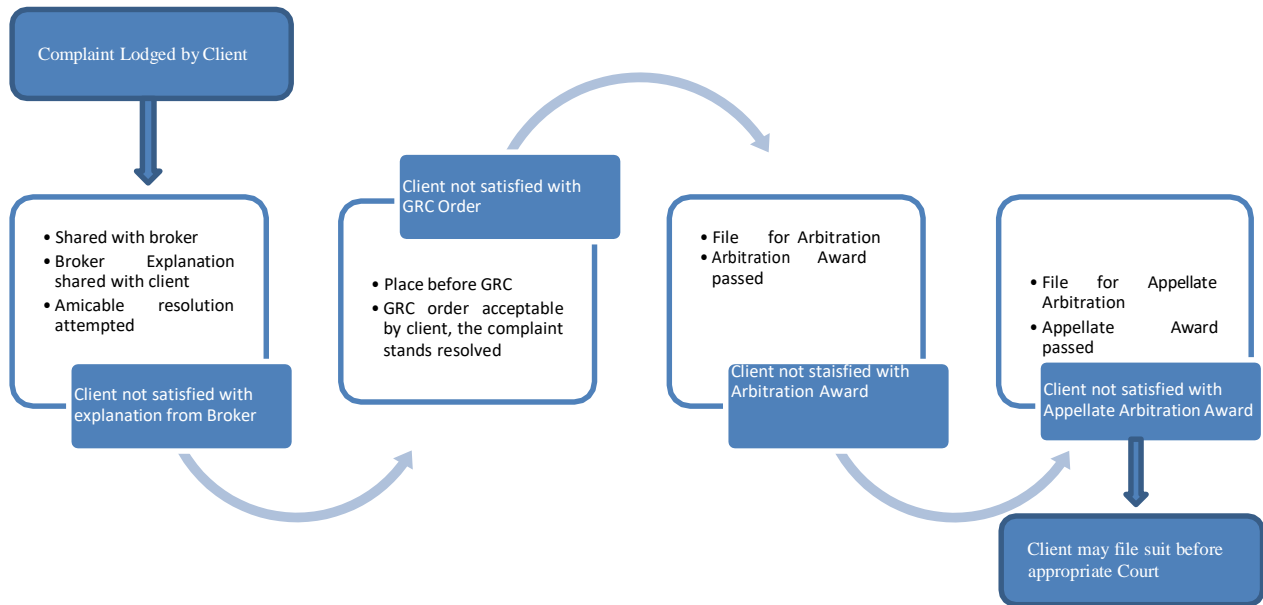 Complaint Lodged by Client
• Shared with broker
• Broker Explanation
shared with client
• Amicable resolution
attempted
Client not satisfied with
explanation from Broker
Client not satisfied with
GRC Order
• Place before GRC
• GRC order acceptable
by client, the complaint
stands resolved
• File for Arbitration
• Arbitration Award
passed
Client not staisfied with
Arbitration Award
• File for Appellate
Arbitration
• Appellate Award
passed
Client not satisfied with
Appellate Arbitration Award
Client may file suit before
appropriate Court